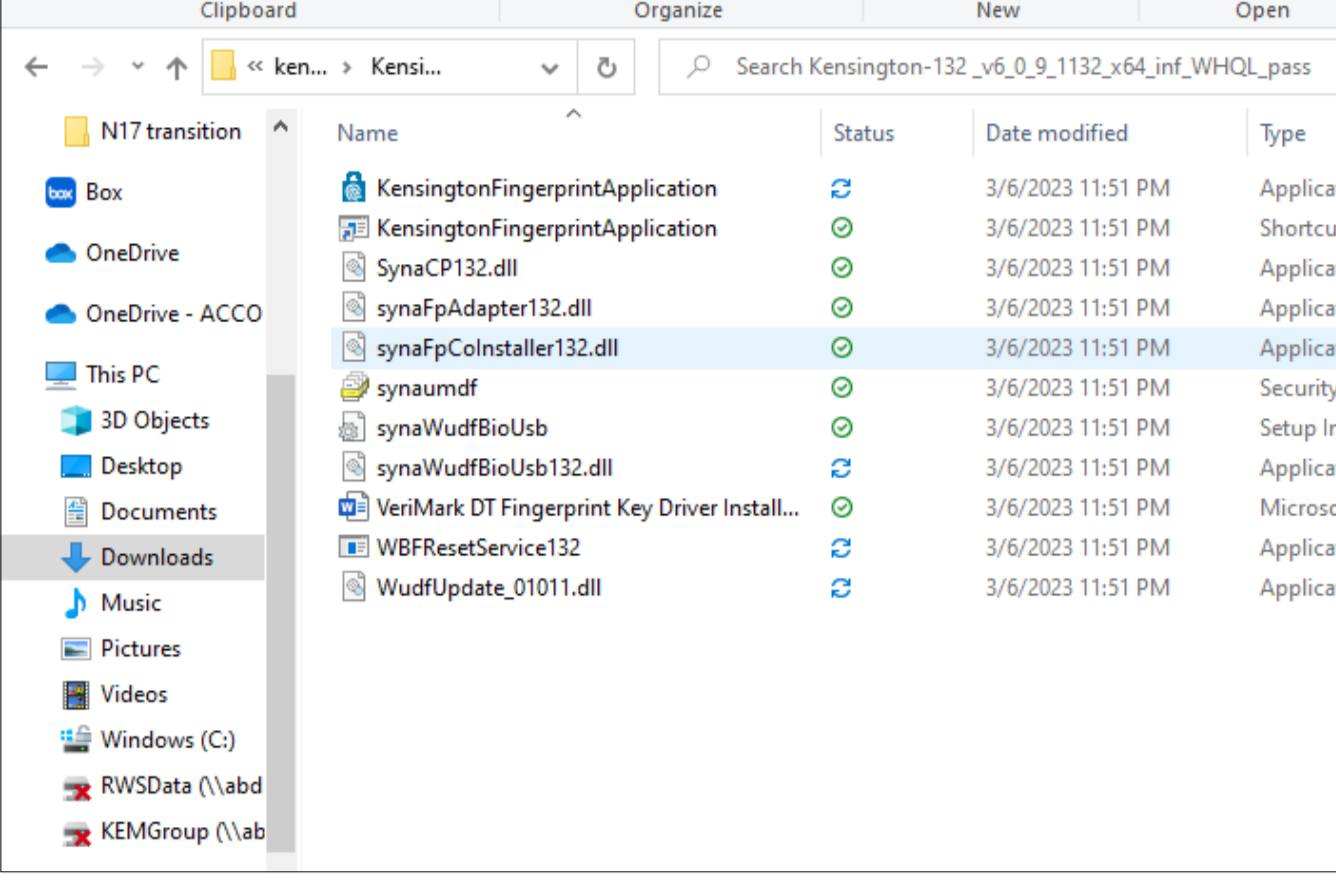 Clipboard Organize New Open
« ken... › Kensi... Search Kensington-132 _v6_0_9_1132_x64_inf_WHQL_pass
N17 transition
box Box
OneDrive
OneDrive - ACCO
This PC
3D Objects
Desktop
Documents
Downloads
Music
Pictures
Videos
Windows (C:)
RWSData (\\abd
KEMGroup (\\ab
Name Status Date modified Type
KensingtonFingerprintApplication 3/6/2023 11:51 PM Applica
KensingtonFingerprintApplication 3/6/2023 11:51 PM Shortcu
SynaCP132.dll 3/6/2023 11:51 PM Applica
synaFpAdapter132.dll 3/6/2023 11:51 PM Applica
synaFpCoInstaller132.dll 3/6/2023 11:51 PM Applica
synaumdf 3/6/2023 11:51 PM Security
synaWudfBioUsb 3/6/2023 11:51 PM Setup In
synaWudfBioUsb132.dll 3/6/2023 11:51 PM Applica
VeriMark DT Fingerprint Key Driver Install... 3/6/2023 11:51 PM Microso
WBFResetService132 3/6/2023 11:51 PM Applica
WudfUpdate_01011.dll 3/6/2023 11:51 PM Applica